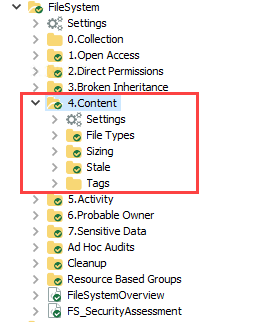 FileSystem
Settings
0.Collection
1.Open Access
2.Direct Permissions
3.Broken Inheritance
4.Content
Settings
File Types
Sizing
Stale
Tags
5.Activity
6.Probable Owner
7.Sensitive Data
Ad Hoc Audits
Cleanup
Resource Based Groups
FileSystemOverview
FS_SecurityAssessment